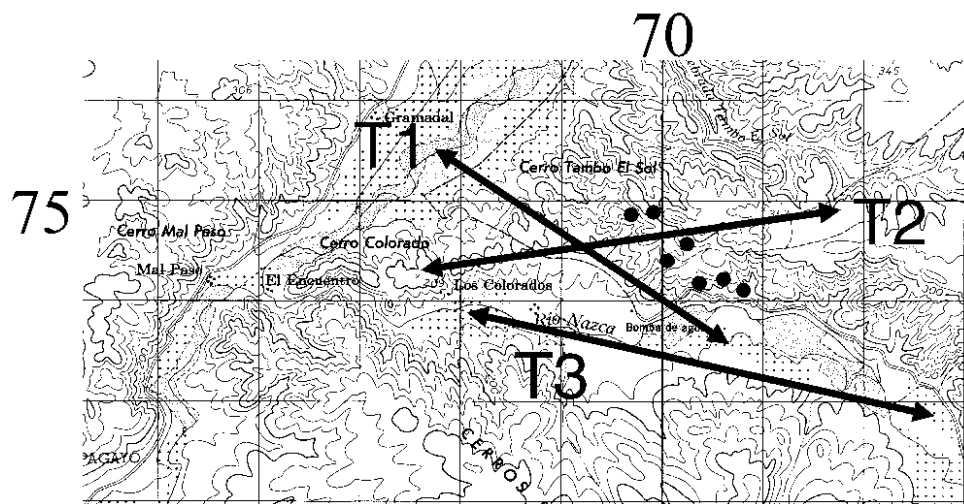 70
306
345
Gramadal
T1
Cerro Tambo El Sol
75
T2
Cerro Mal Paso
Cerro Colorado
Mal Paso
El Encuentro
Los Colorados
200
Río Nazca
Bomba de agua
T3
CERROS
PAGAYO